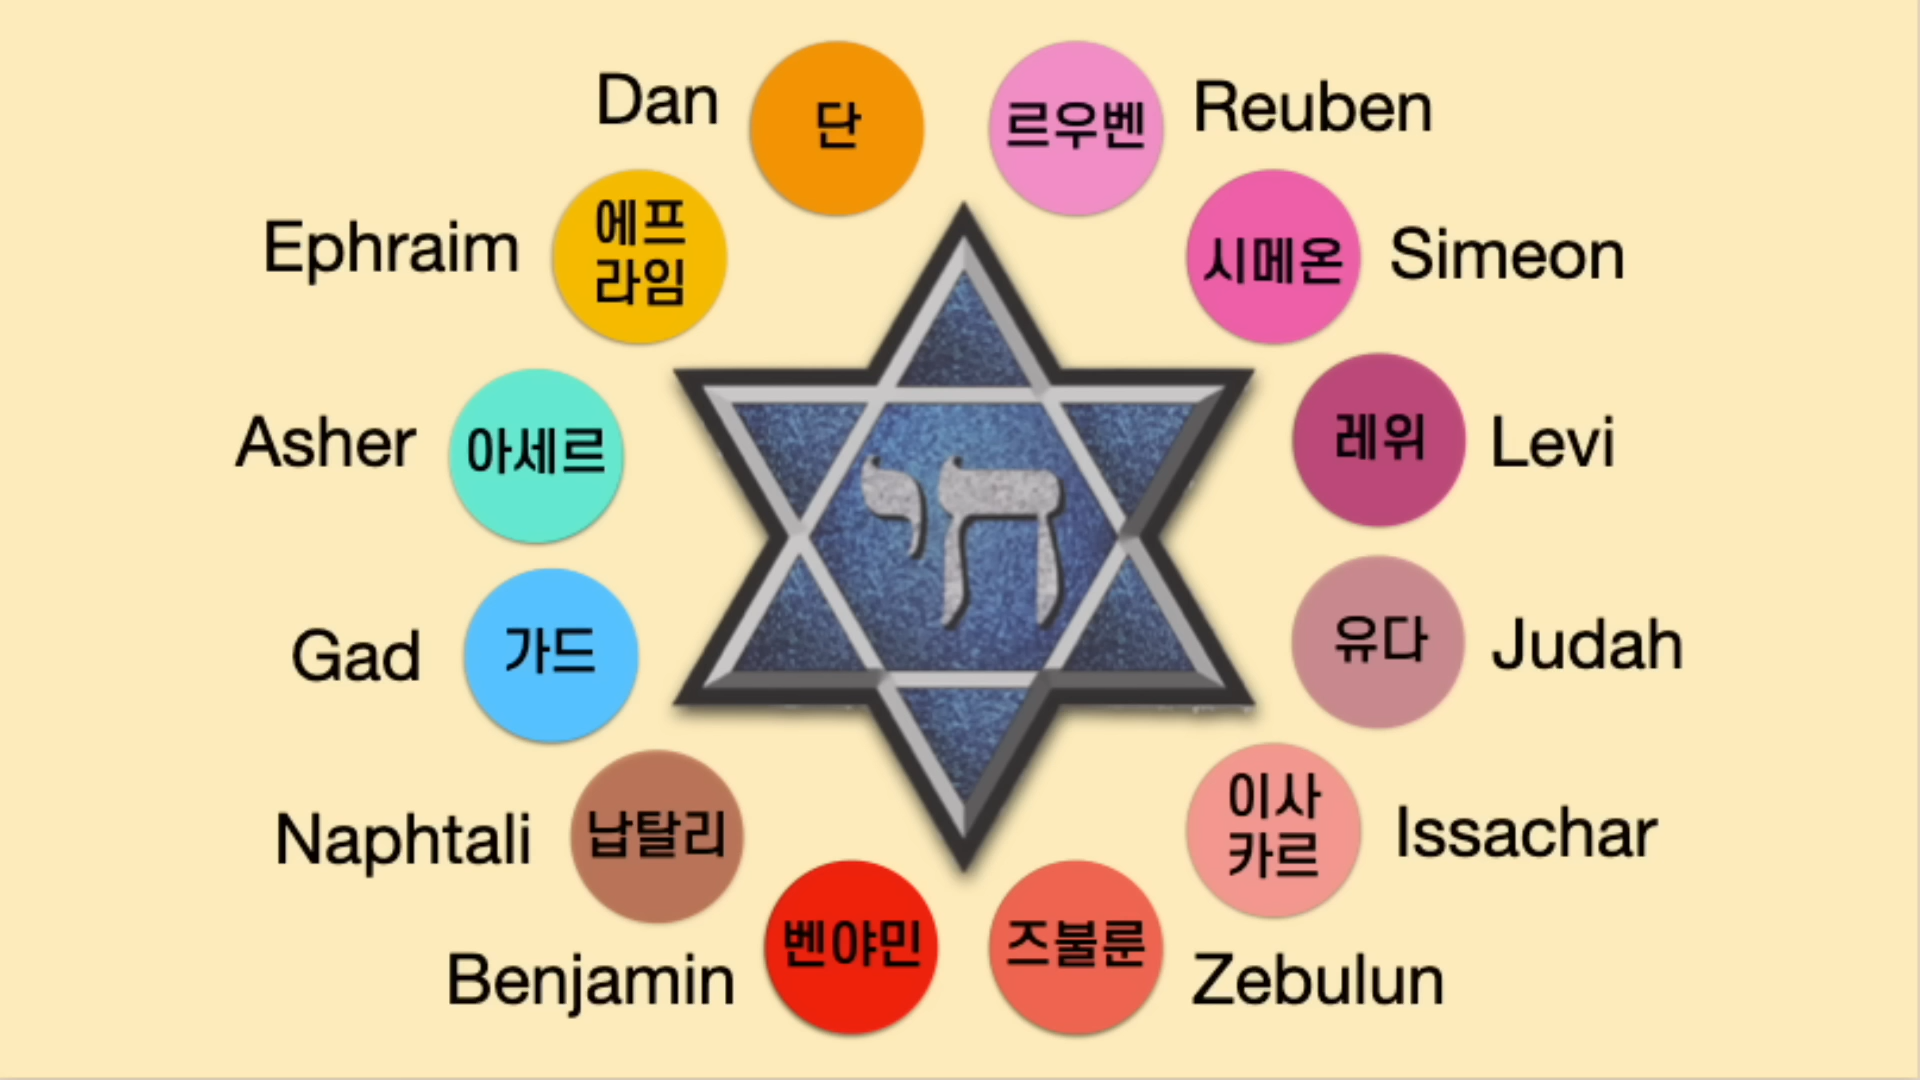 Dan
단
르우벤
Reuben
Ephraim
에프
라임
시메온
Simeon
Asher
아세르
레위
Levi
חי
Gad
가드
유다
Judah
Naphtali
납탈리
이사
카르
Issachar
Benjamin
벤야민
즈불룬
Zebulun